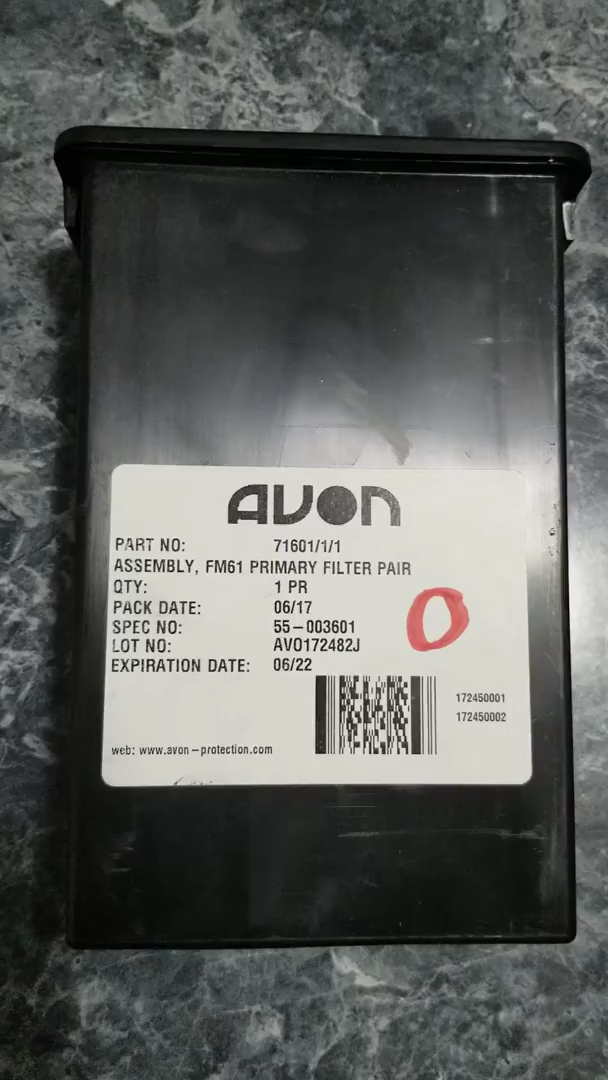 AVON
PART NO: 71601/1/1
ASSEMBLY, FM61 PRIMARY FILTER PAIR
QTY: 1 PR
PACK DATE: 06/17
SPEC NO: 55-003601
LOT NO: AVO172482J
EXPIRATION DATE: 06/22
O
172450001
172450002
web: www.avon-protection.com